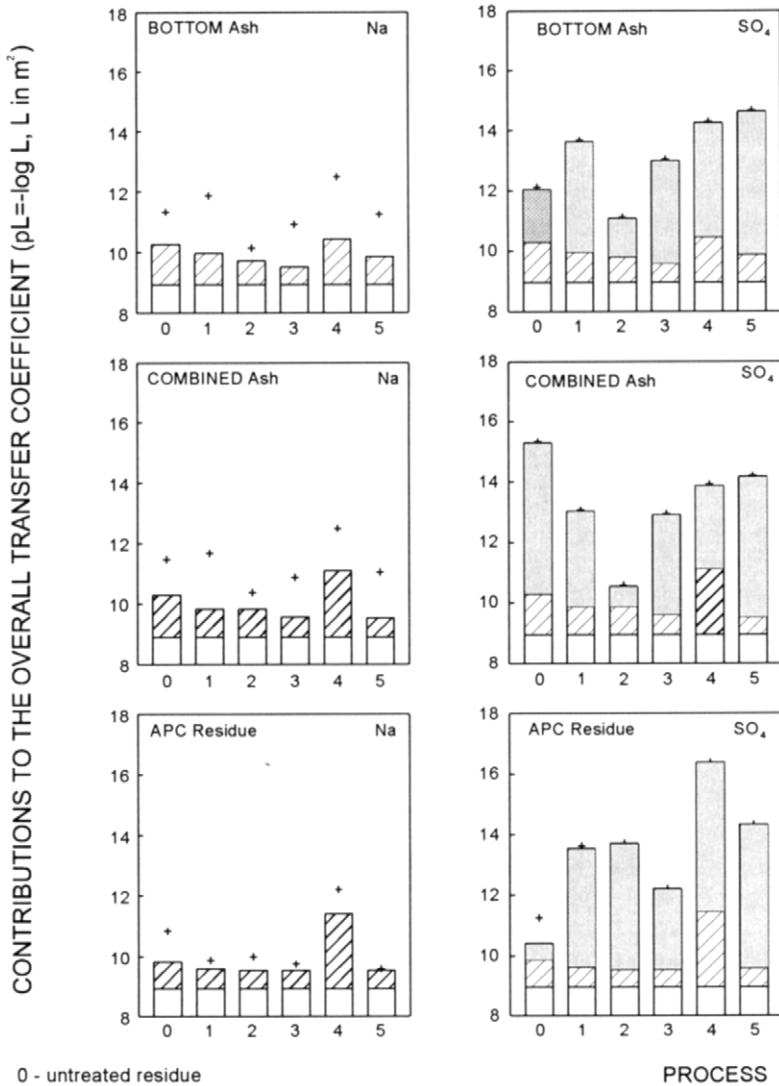 CONTRIBUTIONS TO THE OVERALL TRANSFER COEFFICIENT (pL=-log L, L in m²)
BOTTOM Ash Na
18
16
14
12
10
8
0 1 2 3 4 5
BOTTOM Ash SO₄
18
16
14
12
10
8
0 1 2 3 4 5
COMBINED Ash Na
18
16
14
12
10
8
0 1 2 3 4 5
COMBINED Ash SO₄
18
16
14
12
10
8
0 1 2 3 4 5
APC Residue Na
18
16
14
12
10
8
0 1 2 3 4 5
APC Residue SO₄
18
16
14
12
10
8
0 1 2 3 4 5
0 - untreated residue
PROCESS